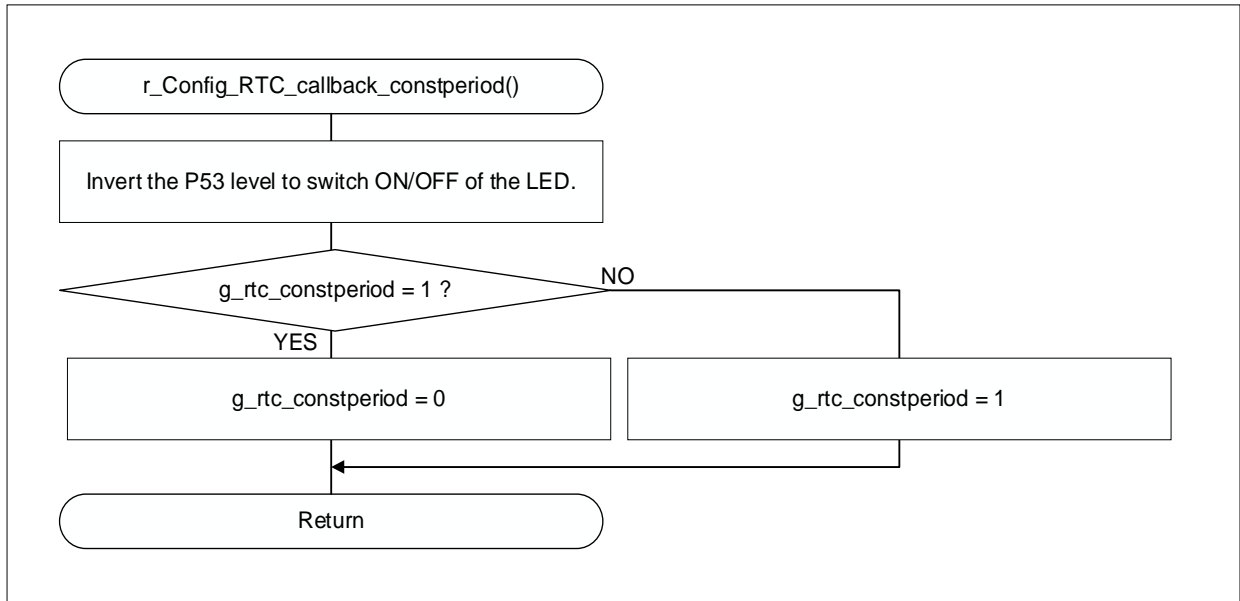 r_Config_RTC_callback_constperiod()
Invert the P53 level to switch ON/OFF of the LED.
g_rtc_constperiod = 1 ?
NO
YES
g_rtc_constperiod = 0
g_rtc_constperiod = 1
Return